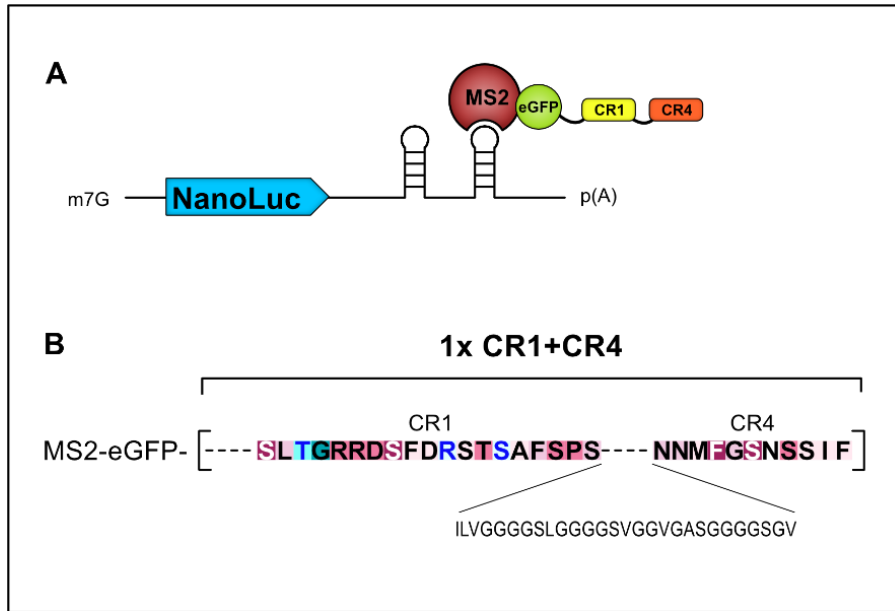 A
MS2
eGFP
CR1
CR4
m7G
NanoLuc
p(A)
B
1x CR1+CR4
CR1
CR4
MS2-eGFP-[----SLTGRRDSFDRSTSAFSPS----NNMFGSNSSIF]
ILVGGGGSLGGGGSVGGVGASGGGGSGV